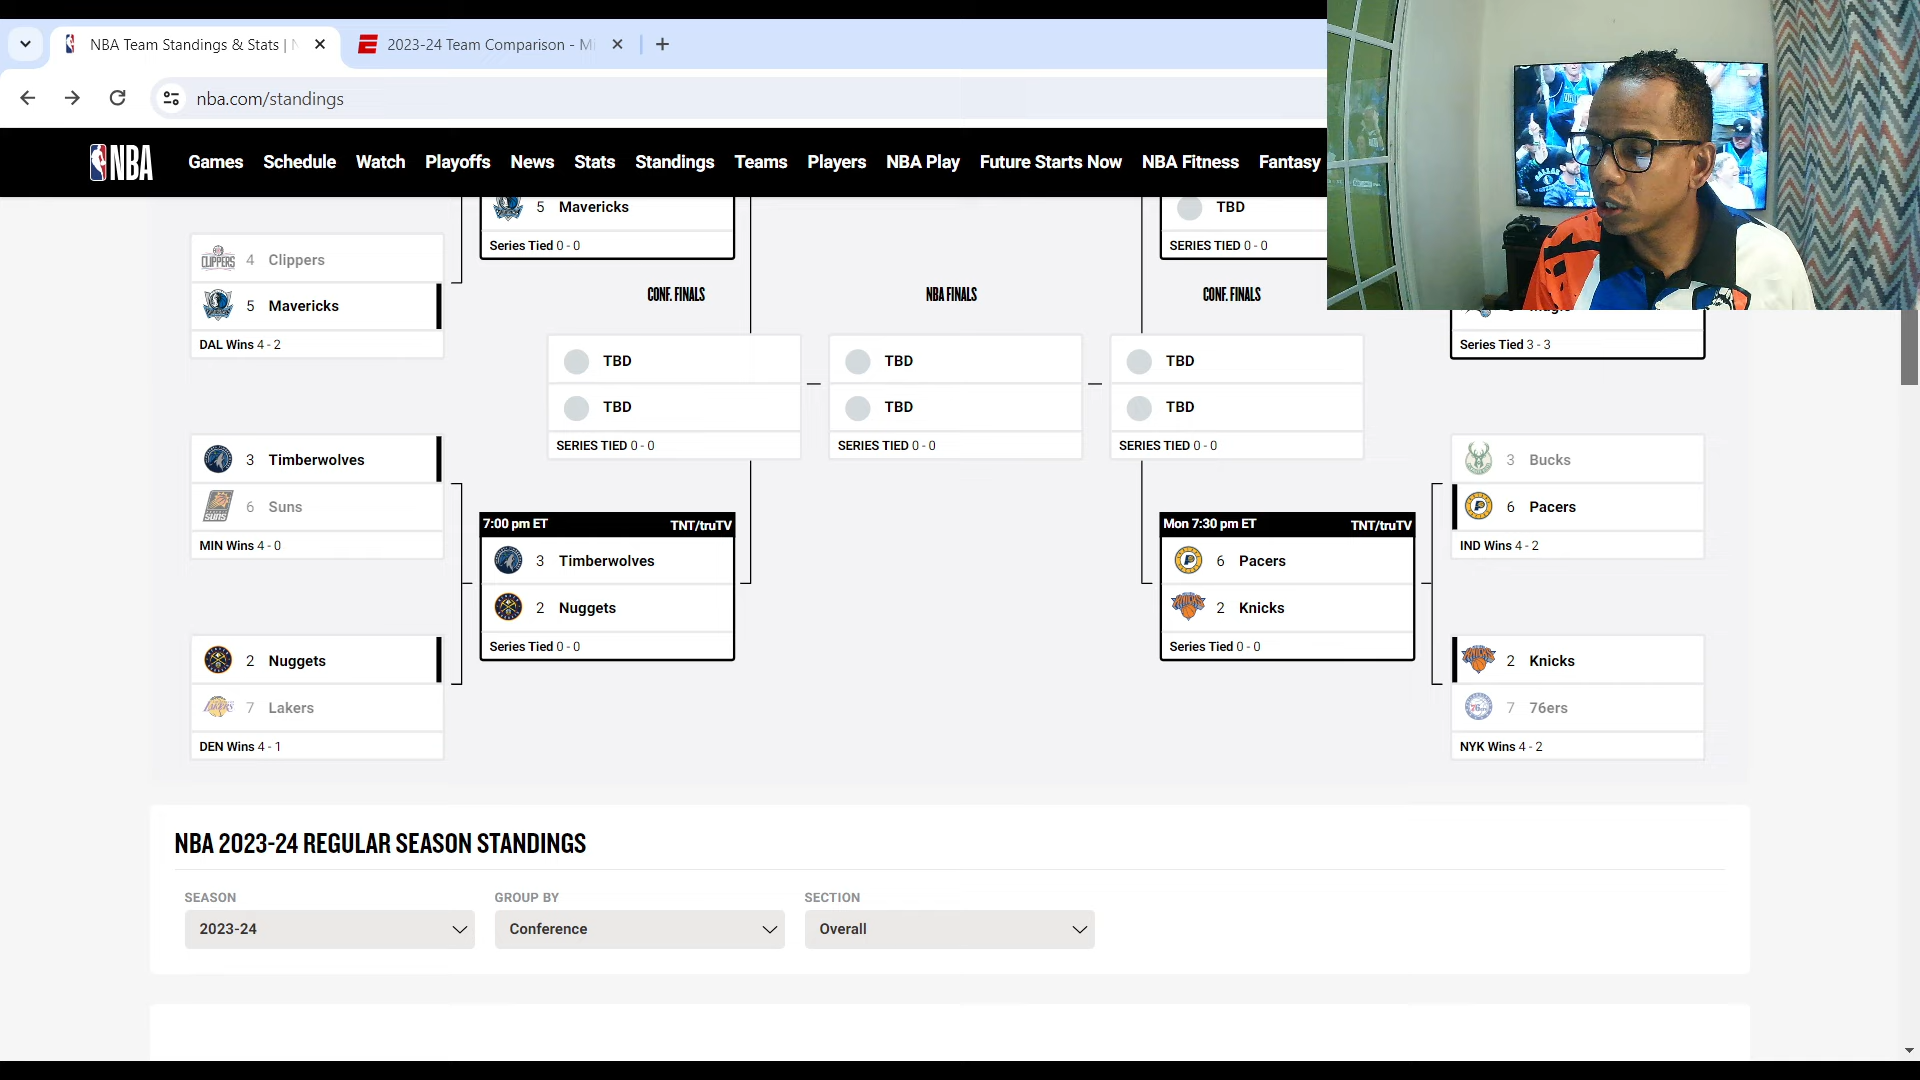 NBA Team Standings & Stats |
2023-24 Team Comparison - Mi
nba.com/standings
NBA
Games Schedule Watch Playoffs News Stats Standings Teams Players NBA Play Future Starts Now NBA Fitness Fantasy
5 Mavericks
Series Tied 0 - 0
TBD
SERIES TIED 0 - 0
CLIPPERS 4 Clippers
5 Mavericks
DAL Wins 4 - 2
CONF. FINALS
NBA FINALS
CONF. FINALS
TBD
TBD
SERIES TIED 0 - 0
TBD
TBD
SERIES TIED 0 - 0
TBD
TBD
SERIES TIED 0 - 0
Series Tied 3 - 3
3 Timberwolves
SUNS 6 Suns
MIN Wins 4 - 0
7:00 pm ET TNT/truTV
3 Timberwolves
2 Nuggets
Series Tied 0 - 0
Mon 7:30 pm ET TNT/truTV
6 Pacers
2 Knicks
Series Tied 0 - 0
3 Bucks
6 Pacers
IND Wins 4 - 2
2 Nuggets
LAKERS 7 Lakers
DEN Wins 4 - 1
2 Knicks
7 76ers
NYK Wins 4 - 2
NBA 2023-24 REGULAR SEASON STANDINGS
SEASON GROUP BY SECTION
2023-24 Conference Overall